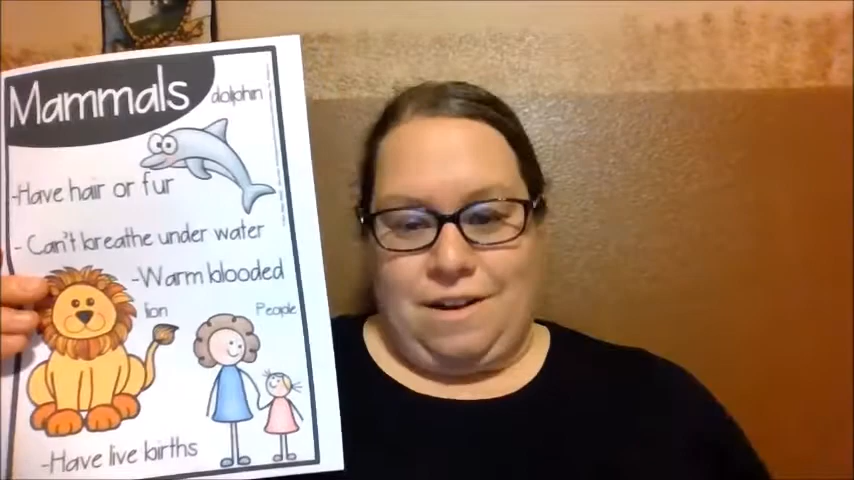 Mammals
dolphin
-Have hair or fur
- Can't breathe under water
-Warm blooded
lion
People
-Have live births